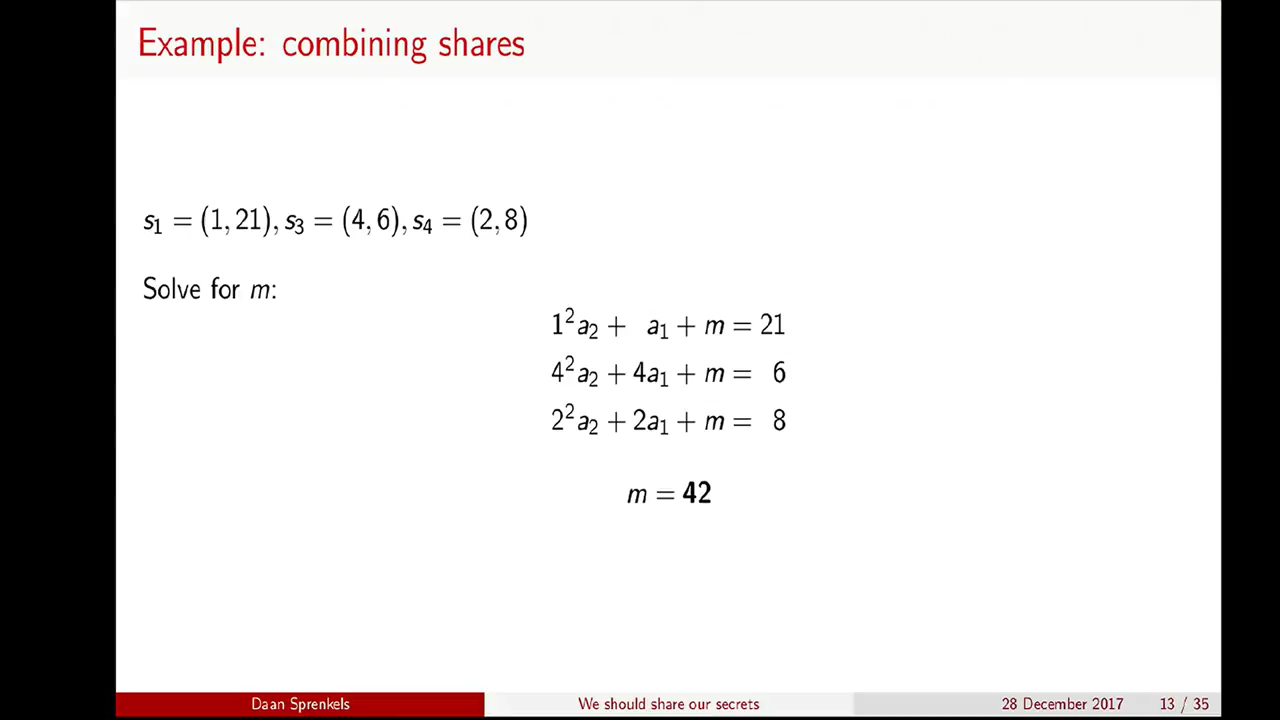 Example: combining shares
s₁ = (1, 21), s₃ = (4, 6), s₄ = (2, 8)
Solve for m:
1²a₂ + a₁ + m = 21
4²a₂ + 4a₁ + m = 6
2²a₂ + 2a₁ + m = 8
m = 42
Daan Sprenkels We should share our secrets 28 December 2017 13 / 35